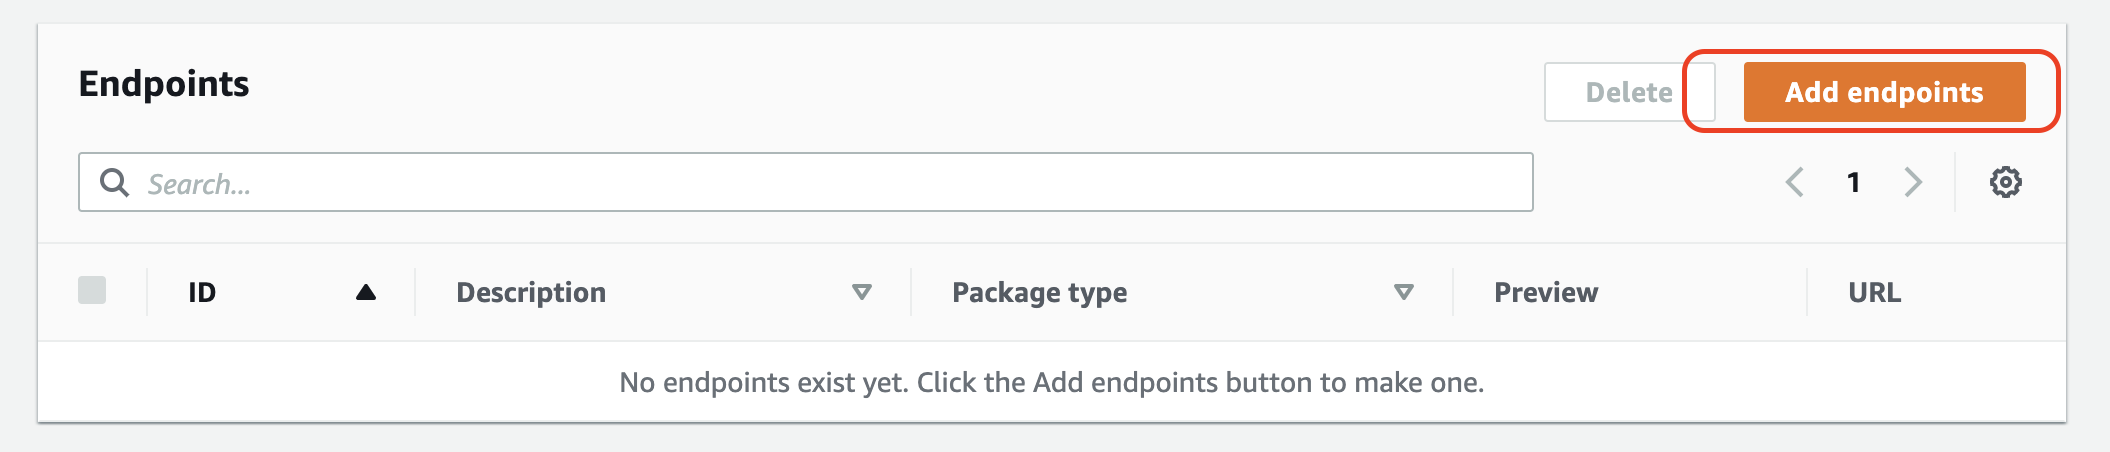 Endpoints
Delete
Add endpoints
Search...
1
ID
Description
Package type
Preview
URL
No endpoints exist yet. Click the Add endpoints button to make one.